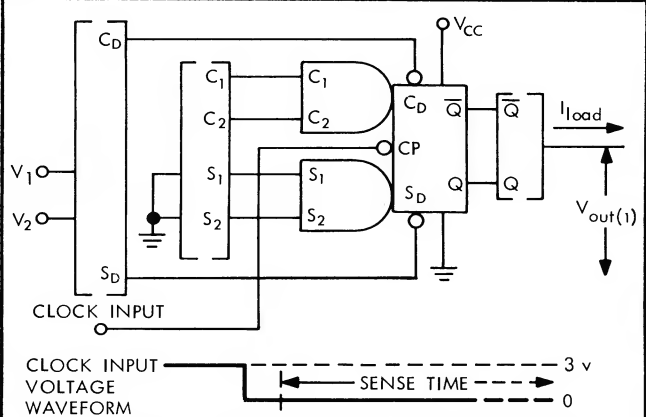 V_CC
C_D
C_1 C_1
C_2 C_2
C_D Q̅ Q̅ I_load
CP
V_1
V_2
S_1 S_1
S_2 S_2
S_D Q Q
V_out(1)
S_D
CLOCK INPUT
CLOCK INPUT 3 v
VOLTAGE SENSE TIME
WAVEFORM 0